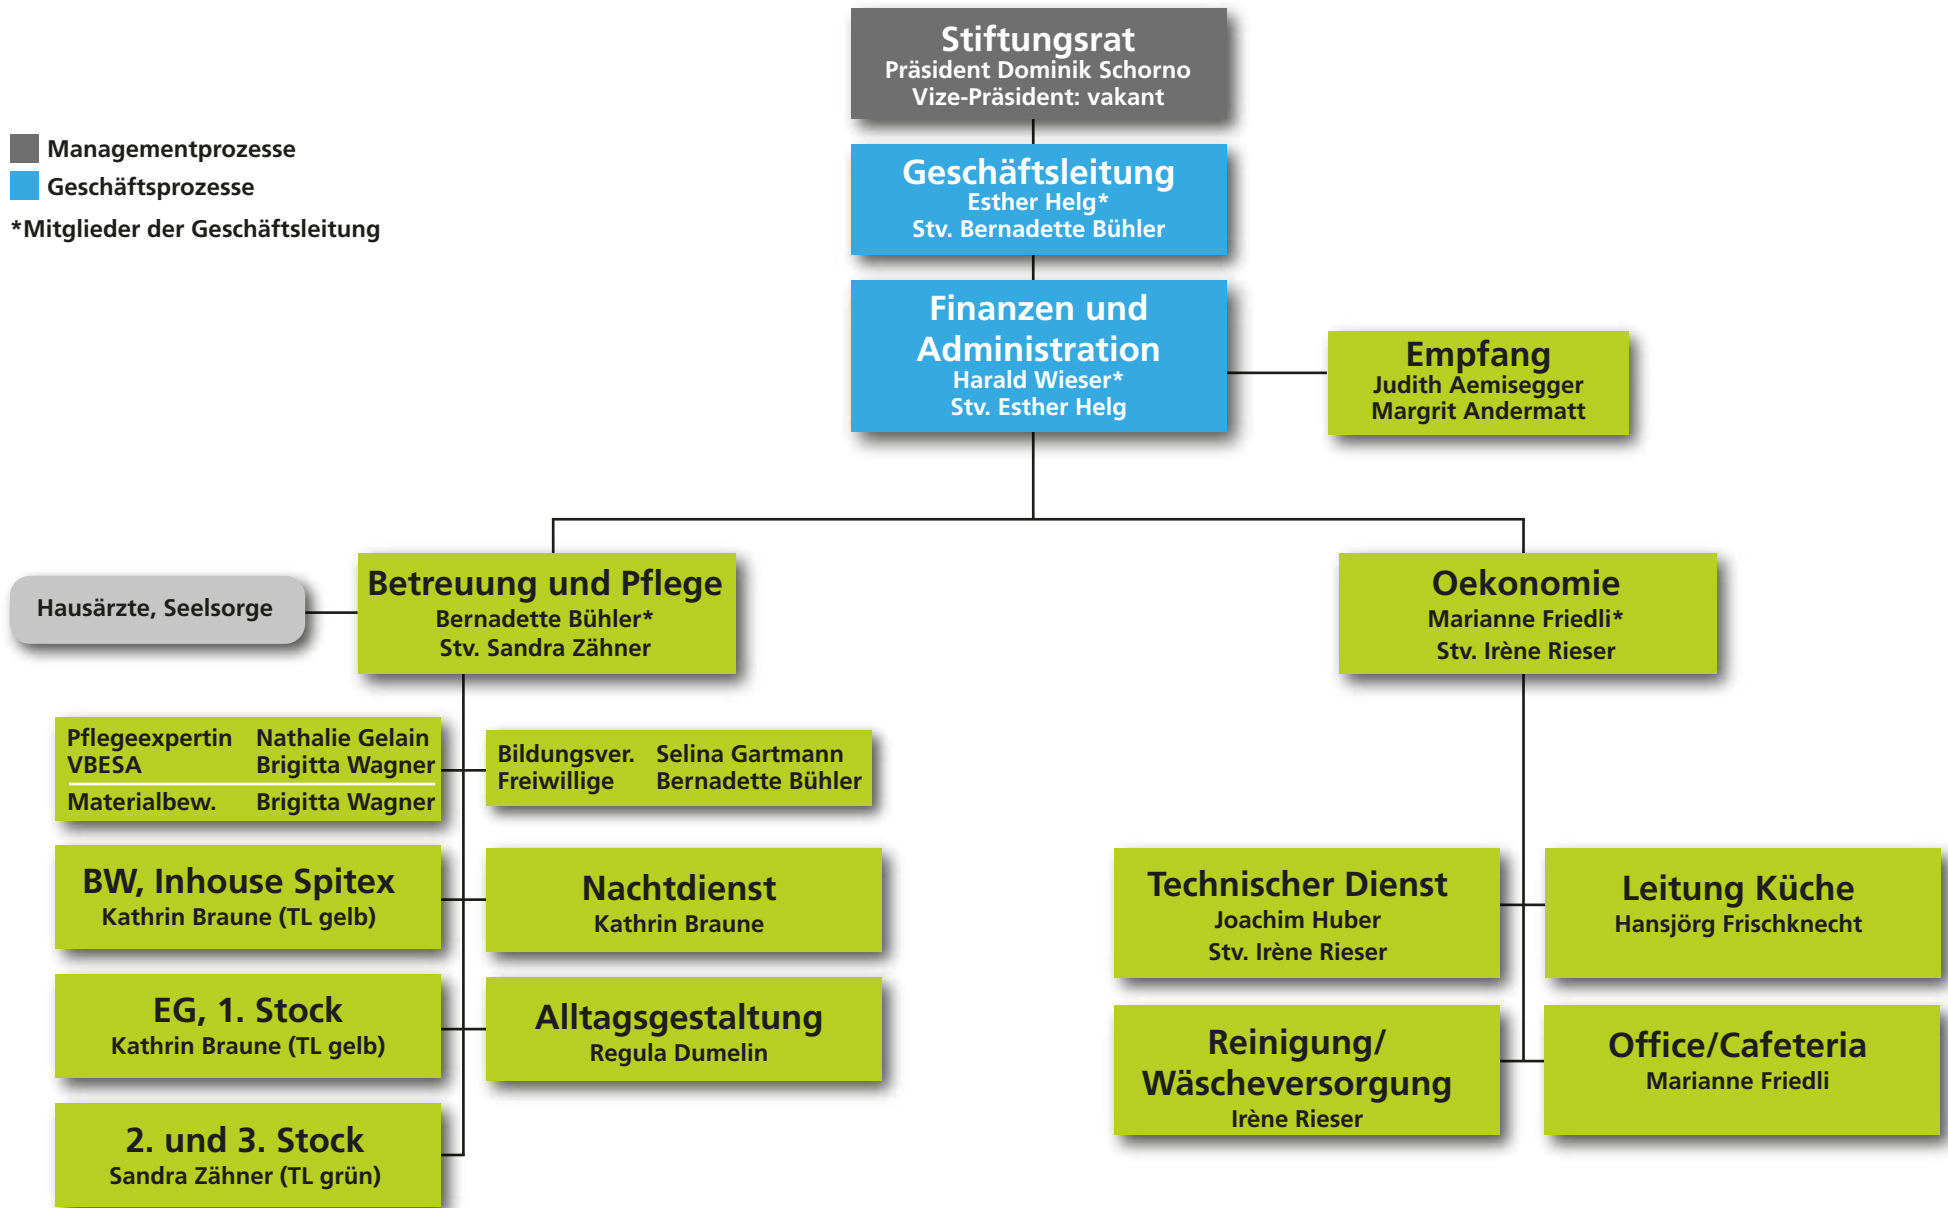 Stiftungsrat
Präsident Dominik Schorno
Vize-Präsident: vakant
Managementprozesse
Geschäftsprozesse
*Mitglieder der Geschäftsleitung
Geschäftsleitung
Esther Helg*
Stv. Bernadette Bühler
Finanzen und
Administration
Harald Wieser*
Stv. Esther Helg
Empfang
Judith Aemisegger
Margrit Andermatt
Hausärzte, Seelsorge
Betreuung und Pflege
Bernadette Bühler*
Stv. Sandra Zähner
Oekonomie
Marianne Friedli*
Stv. Irène Rieser
Pflegeexpertin Nathalie Gelain
VBESA Brigitta Wagner
Materialbew. Brigitta Wagner
Bildungsver. Selina Gartmann
Freiwillige Bernadette Bühler
BW, Inhouse Spitex
Kathrin Braune (TL gelb)
Nachtdienst
Kathrin Braune
EG, 1. Stock
Kathrin Braune (TL gelb)
Alltagsgestaltung
Regula Dumelin
2. und 3. Stock
Sandra Zähner (TL grün)
Technischer Dienst
Joachim Huber
Stv. Irène Rieser
Leitung Küche
Hansjörg Frischknecht
Reinigung/
Wäscheversorgung
Irène Rieser
Office/Cafeteria
Marianne Friedli